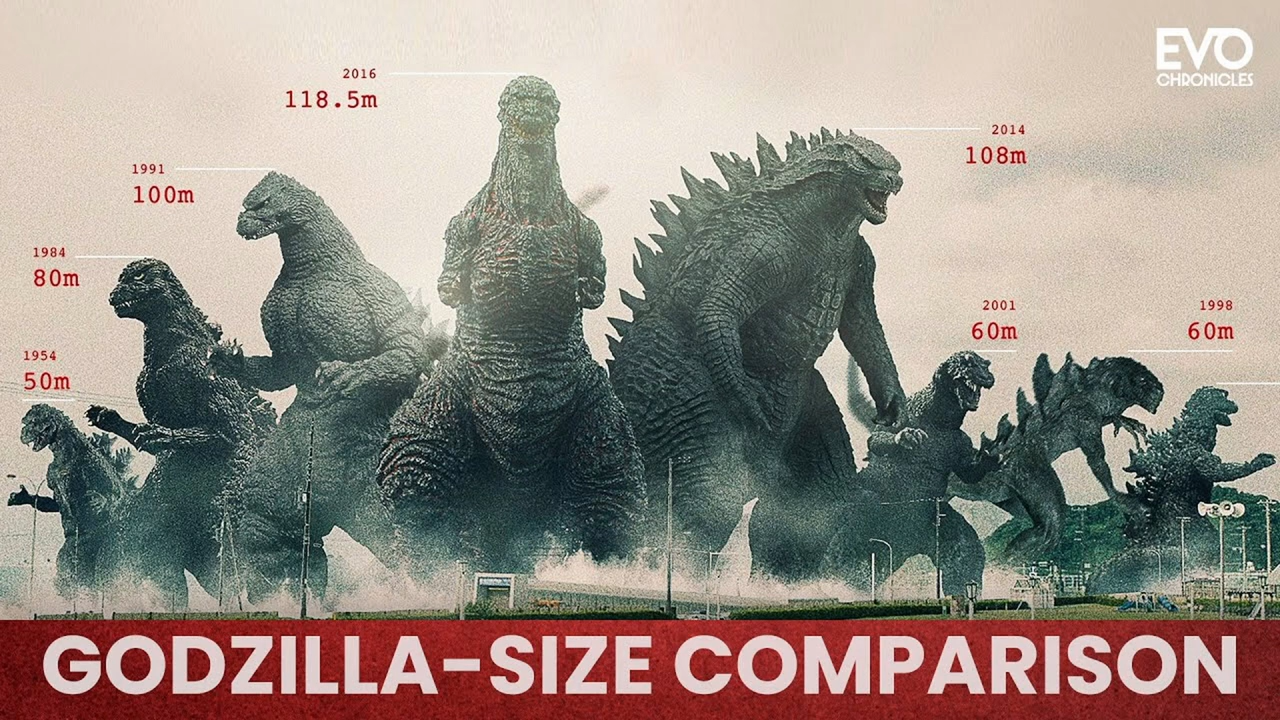 EVO
CHRONICLES
2016
118.5m
2014
108m
1991
100m
1984
80m
2001
60m
1998
60m
1954
50m
GODZILLA-SIZE COMPARISON